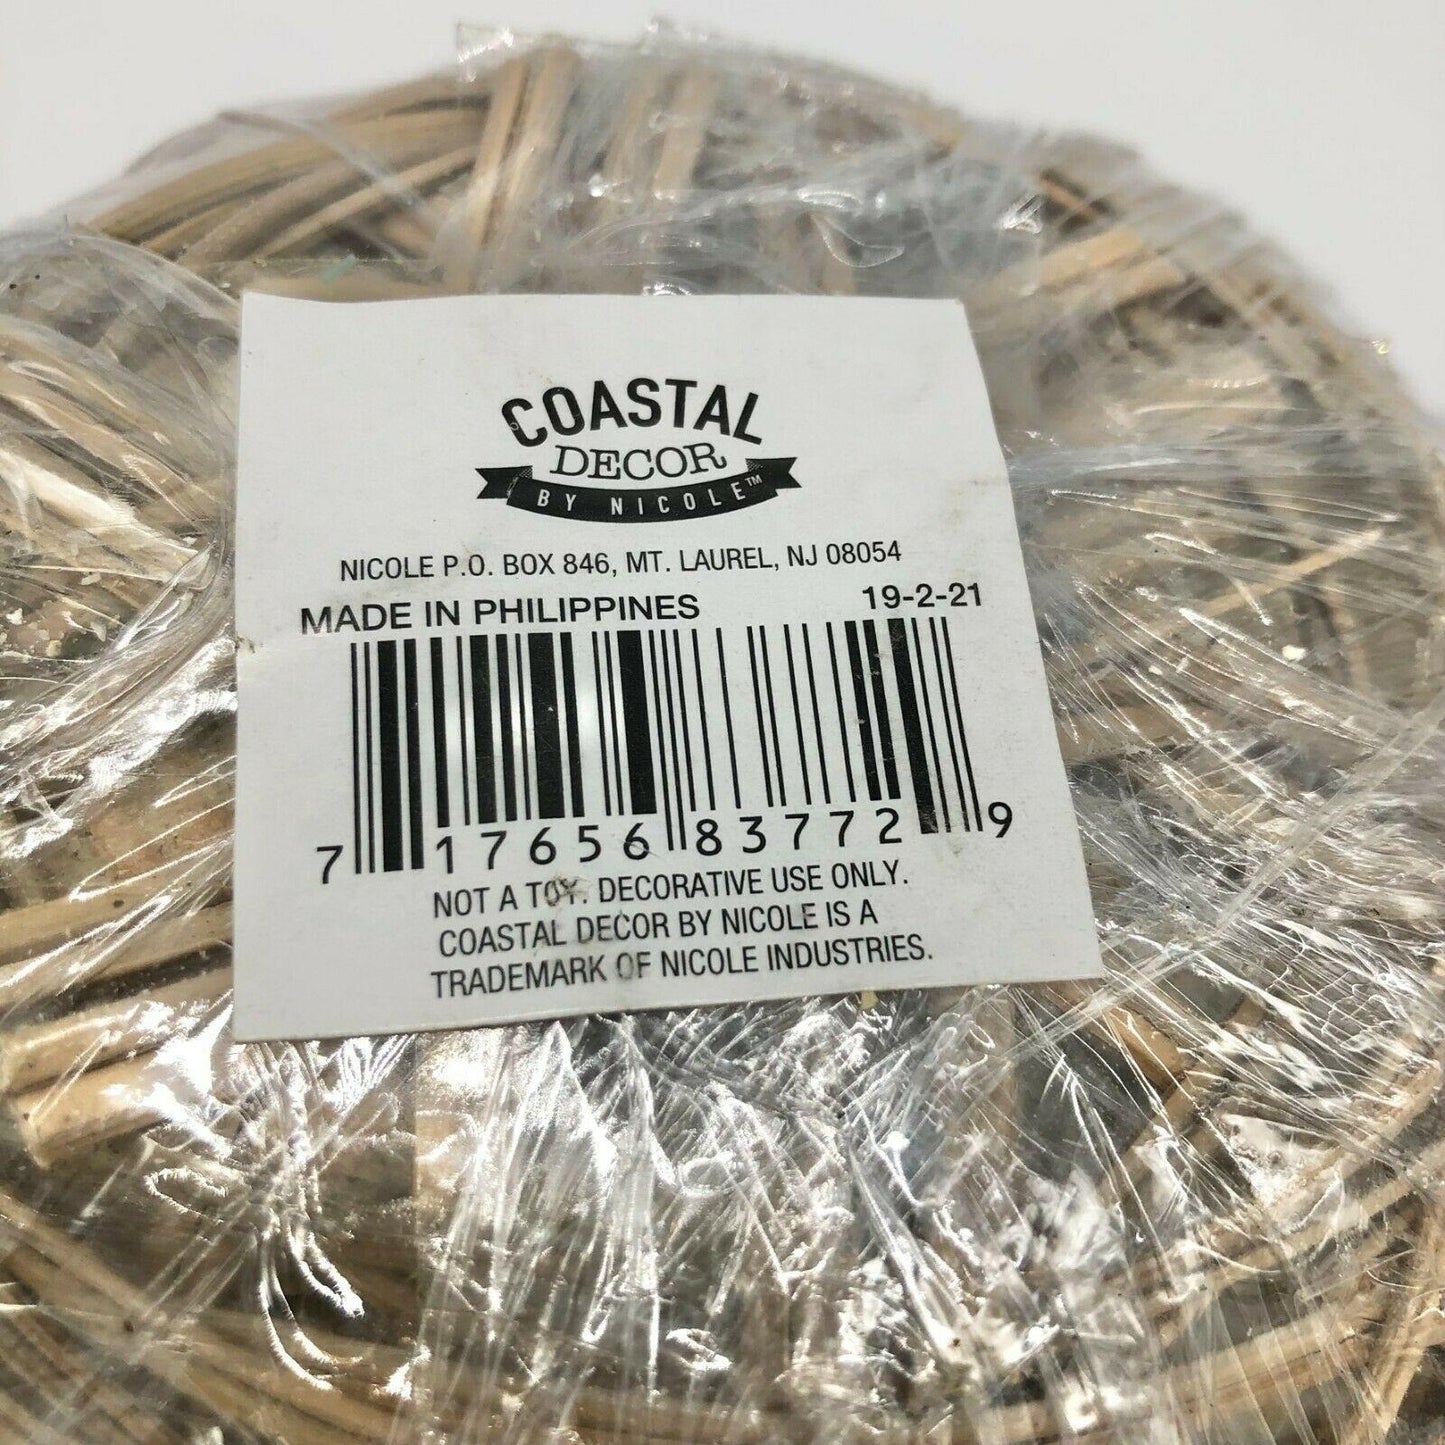 COASTAL
DECOR
BY NICOLE™
NICOLE P.O. BOX 846, MT. LAUREL, NJ 08054
MADE IN PHILIPPINES 19-2-21
7 17656 83772 9
NOT A TOY. DECORATIVE USE ONLY.
COASTAL DECOR BY NICOLE IS A
TRADEMARK OF NICOLE INDUSTRIES.